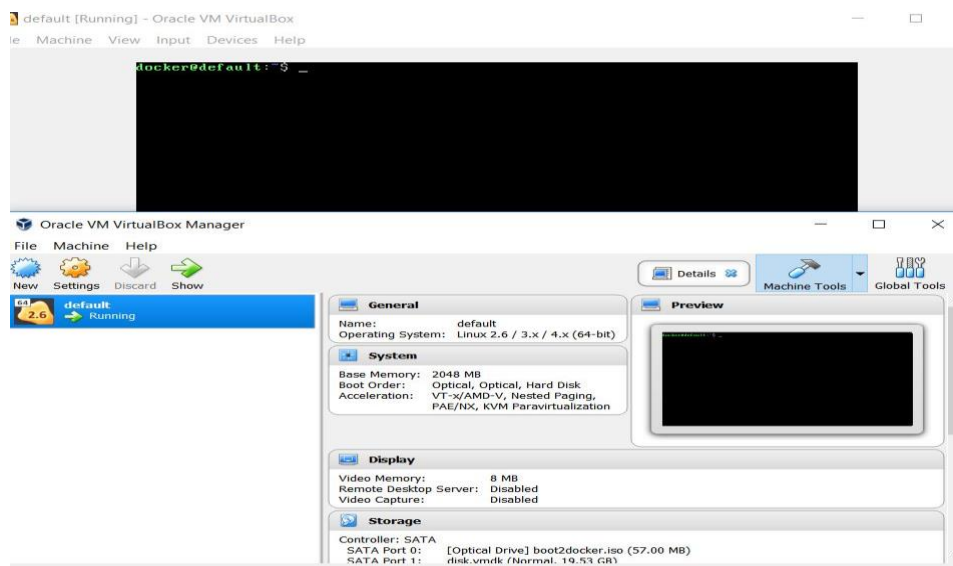 default [Running] - Oracle VM VirtualBox
Machine View Input Devices Help
docker@default:~$ _
Oracle VM VirtualBox Manager
File Machine Help
New Settings Discard Show
Details
Machine Tools
Global Tools
64
2.6
default
Running
General
Name: default
Operating System: Linux 2.6 / 3.x / 4.x (64-bit)
System
Base Memory: 2048 MB
Boot Order: Optical, Optical, Hard Disk
Acceleration: VT-x/AMD-V, Nested Paging,
PAE/NX, KVM Paravirtualization
Preview
Display
Video Memory: 8 MB
Remote Desktop Server: Disabled
Video Capture: Disabled
Storage
Controller: SATA
SATA Port 0: [Optical Drive] boot2docker.iso (57.00 MB)
SATA Port 1: disk.vmdk (Normal, 19.53 GB)